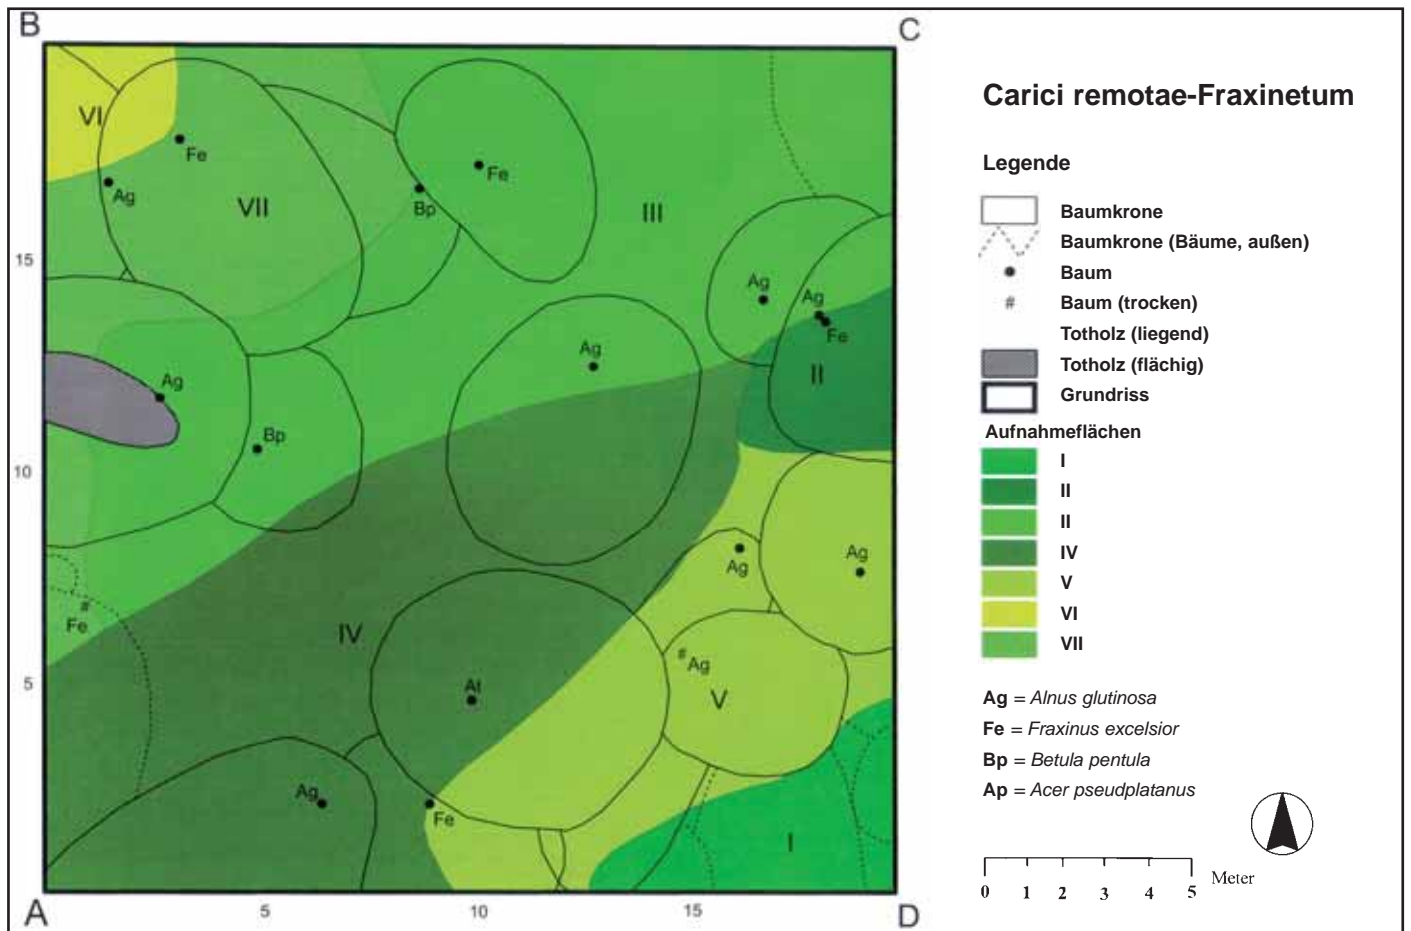 B
C
Carici remotae-Fraxinetum
Legende
Baumkrone
Baumkrone (Bäume, außen)
Baum
# Baum (trocken)
Totholz (liegend)
Totholz (flächig)
Grundriss
Aufnahmeflächen
I
II
II
IV
V
VI
VII
Ag = Alnus glutinosa
Fe = Fraxinus excelsior
Bp = Betula pentula
Ap = Acer pseudplatanus
0 1 2 3 4 5 Meter
VI
Fe
Ag
VII
Bp
Fe
III
15
Ag
Ag
Fe
Ag
II
Ag
Bp
10
Ag
Ag
# Fe
IV
# Ag
5
At
V
Ag
Fe
I
A
5
10
15
D